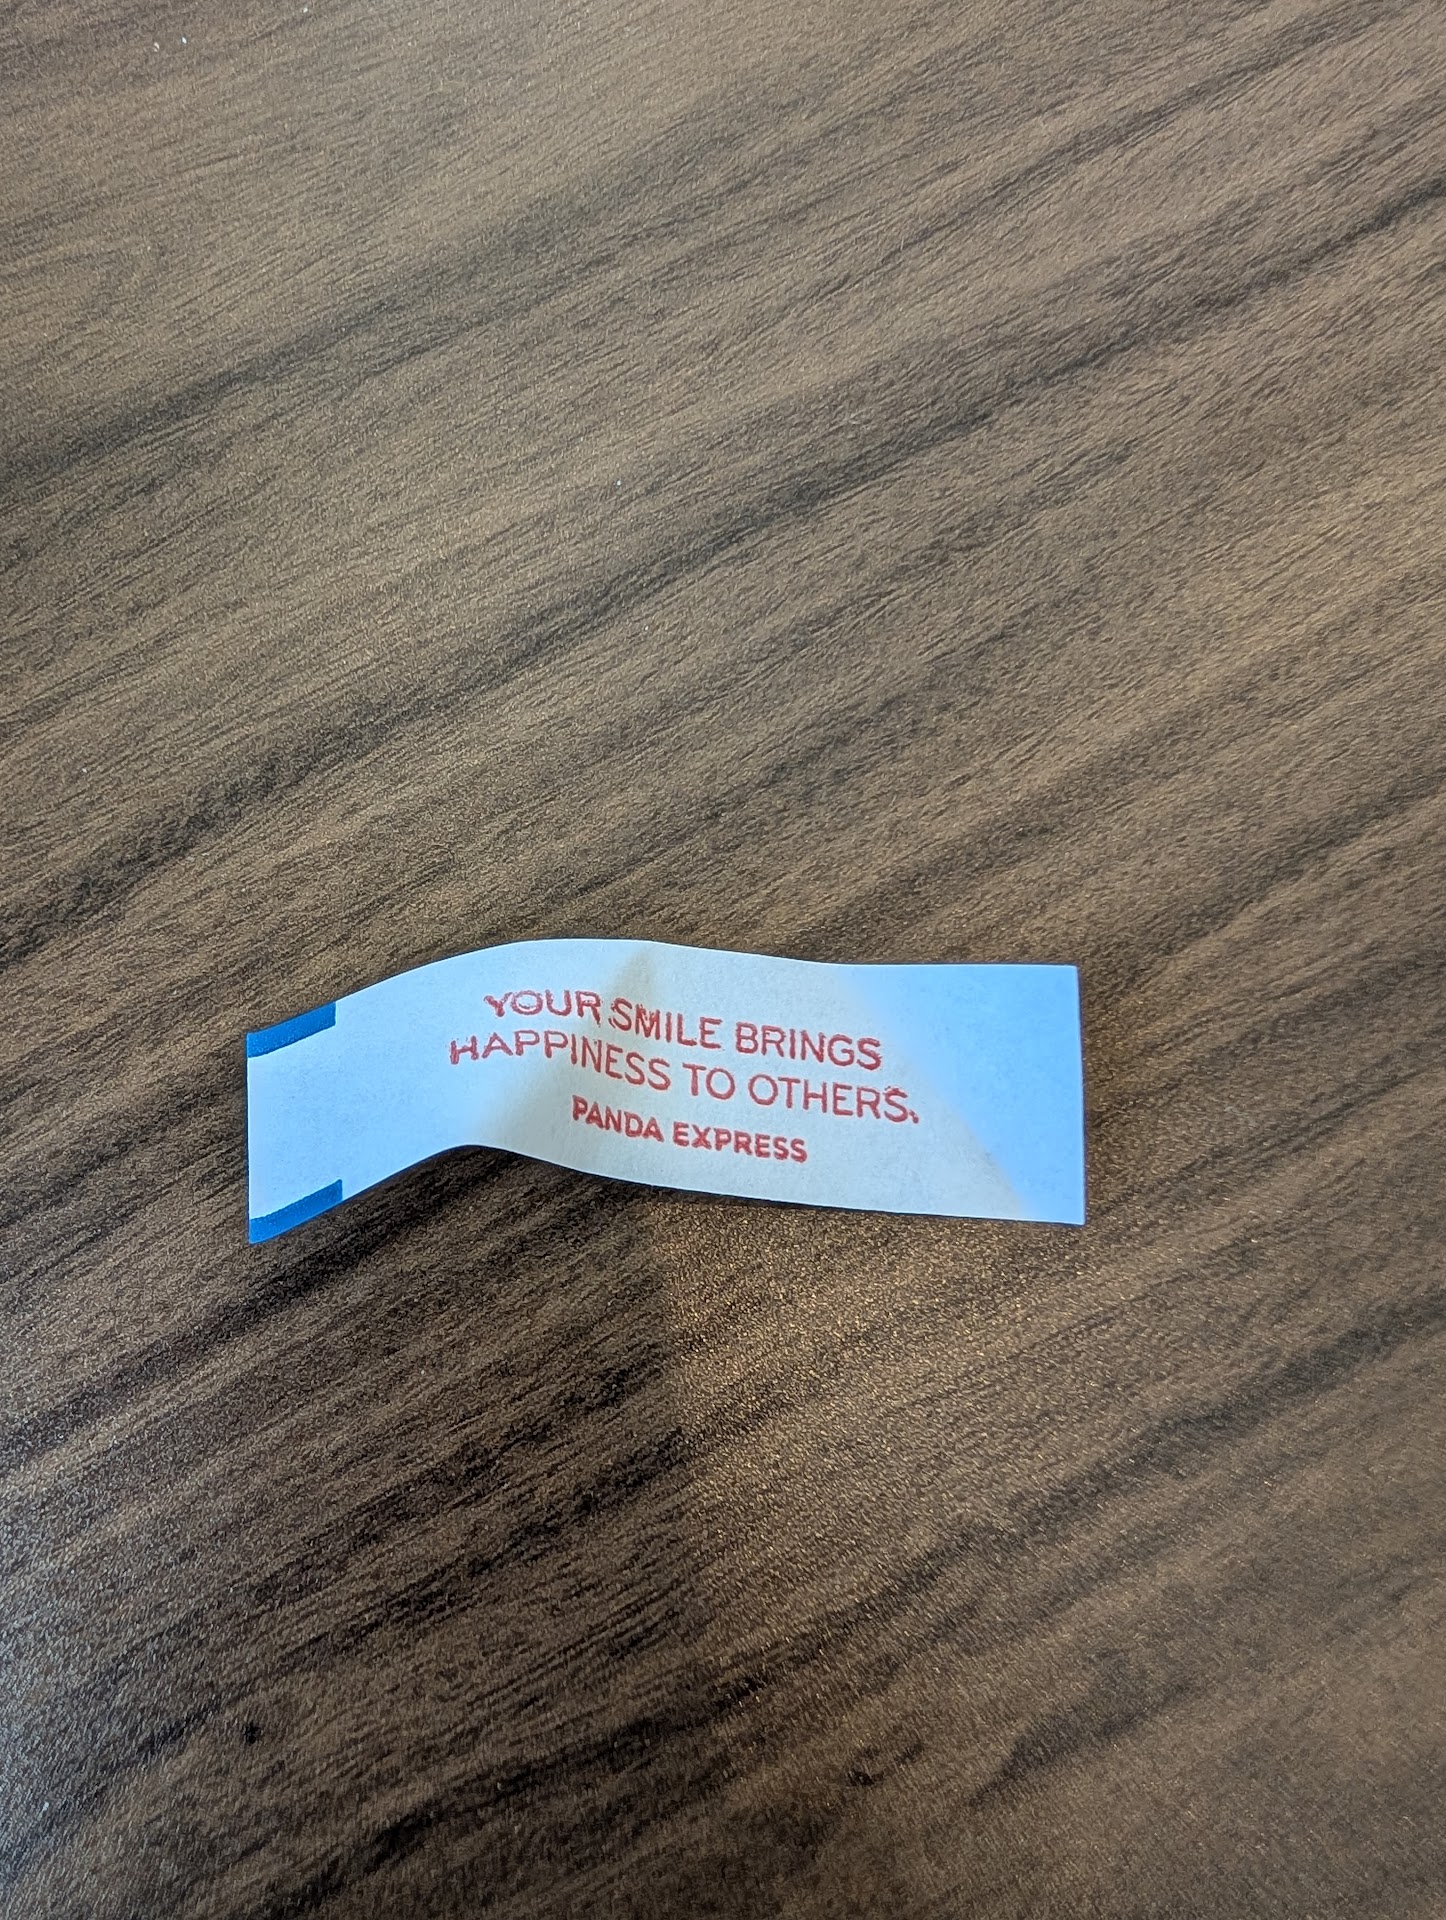 YOUR SMILE BRINGS
HAPPINESS TO OTHERS.
PANDA EXPRESS